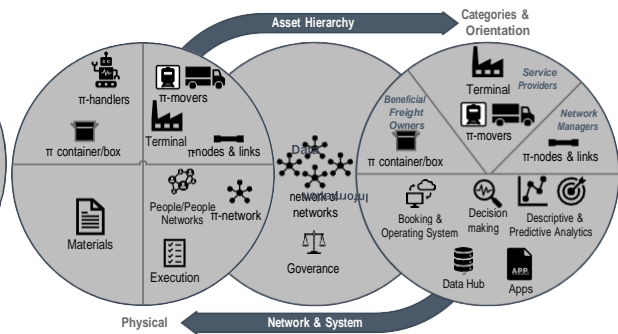 Asset Hierarchy
Categories &
Orientation
π-handlers
π-movers
π container/box
Terminal
πnodes & links
Materials
People/People
Networks
π-network
Execution
Data
Information
network of
networks
Goverance
Beneficial
Freight
Owners
π container/box
Terminal
Service
Providers
π-movers
Network
Managers
π-nodes & links
Booking &
Operating System
Decision
making
Descriptive &
Predictive Analytics
Data Hub
APP
Apps
Physical
Network & System